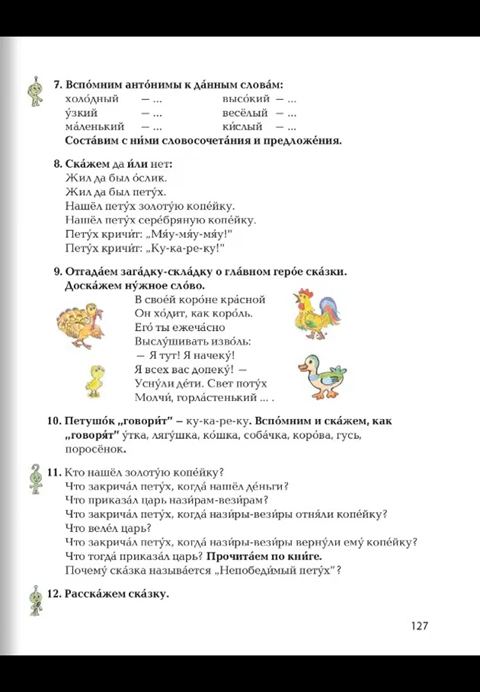 7. Вспо́мним анто́нимы к да́нным слова́м:
холо́дный – ... высо́кий – ...
у́зкий – ... весёлый – ...
ма́ленький – ... ки́слый – ...
Соста́вим с ни́ми словосочета́ния и предложе́ния.
8. Ска́жем да и́ли нет:
Жил да был о́слик.
Жил да был пету́х.
Нашёл пету́х золоту́ю копе́йку.
Нашёл пету́х сере́бряную копе́йку.
Пету́х кричи́т: „Мя́у-мя́у-мя́у!"
Пету́х кричи́т: „Ку-ка-ре-ку!"
9. Отгада́ем зага́дку-скла́дку о гла́вном геро́е ска́зки.
Доска́жем ну́жное сло́во.
В свое́й коро́не кра́сной
Он хо́дит, как коро́ль.
Его́ ты ежеча́сно
Выслу́шивать изво́ль:
– Я тут! Я начеку́!
Я всех вас допеку́! –
Усну́ли де́ти. Свет поту́х
Молчи́, горла́стенький ... .
10. Петушо́к „говори́т" – ку-ка-ре-ку. Вспо́мним и ска́жем, как
„говоря́т" у́тка, лягу́шка, ко́шка, соба́чка, коро́ва, гусь,
поросёнок.
11. Кто нашёл золоту́ю копе́йку?
Что закрича́л пету́х, когда́ нашёл де́ньги?
Что приказа́л царь нази́рам-вези́рам?
Что закрича́л пету́х, когда́ нази́ры-вези́ры отня́ли копе́йку?
Что веле́л царь?
Что закрича́л пету́х, когда́ нази́ры-вези́ры верну́ли ему́ копе́йку?
Что тогда́ приказа́л царь? Прочита́ем по кни́ге.
Почему́ ска́зка называ́ется „Непобеди́мый пету́х"?
12. Расска́жем ска́зку.
127